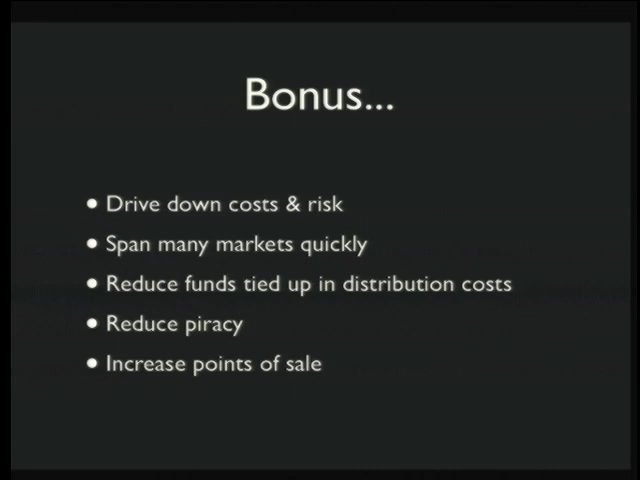 Bonus...
• Drive down costs & risk
• Span many markets quickly
• Reduce funds tied up in distribution costs
• Reduce piracy
• Increase points of sale